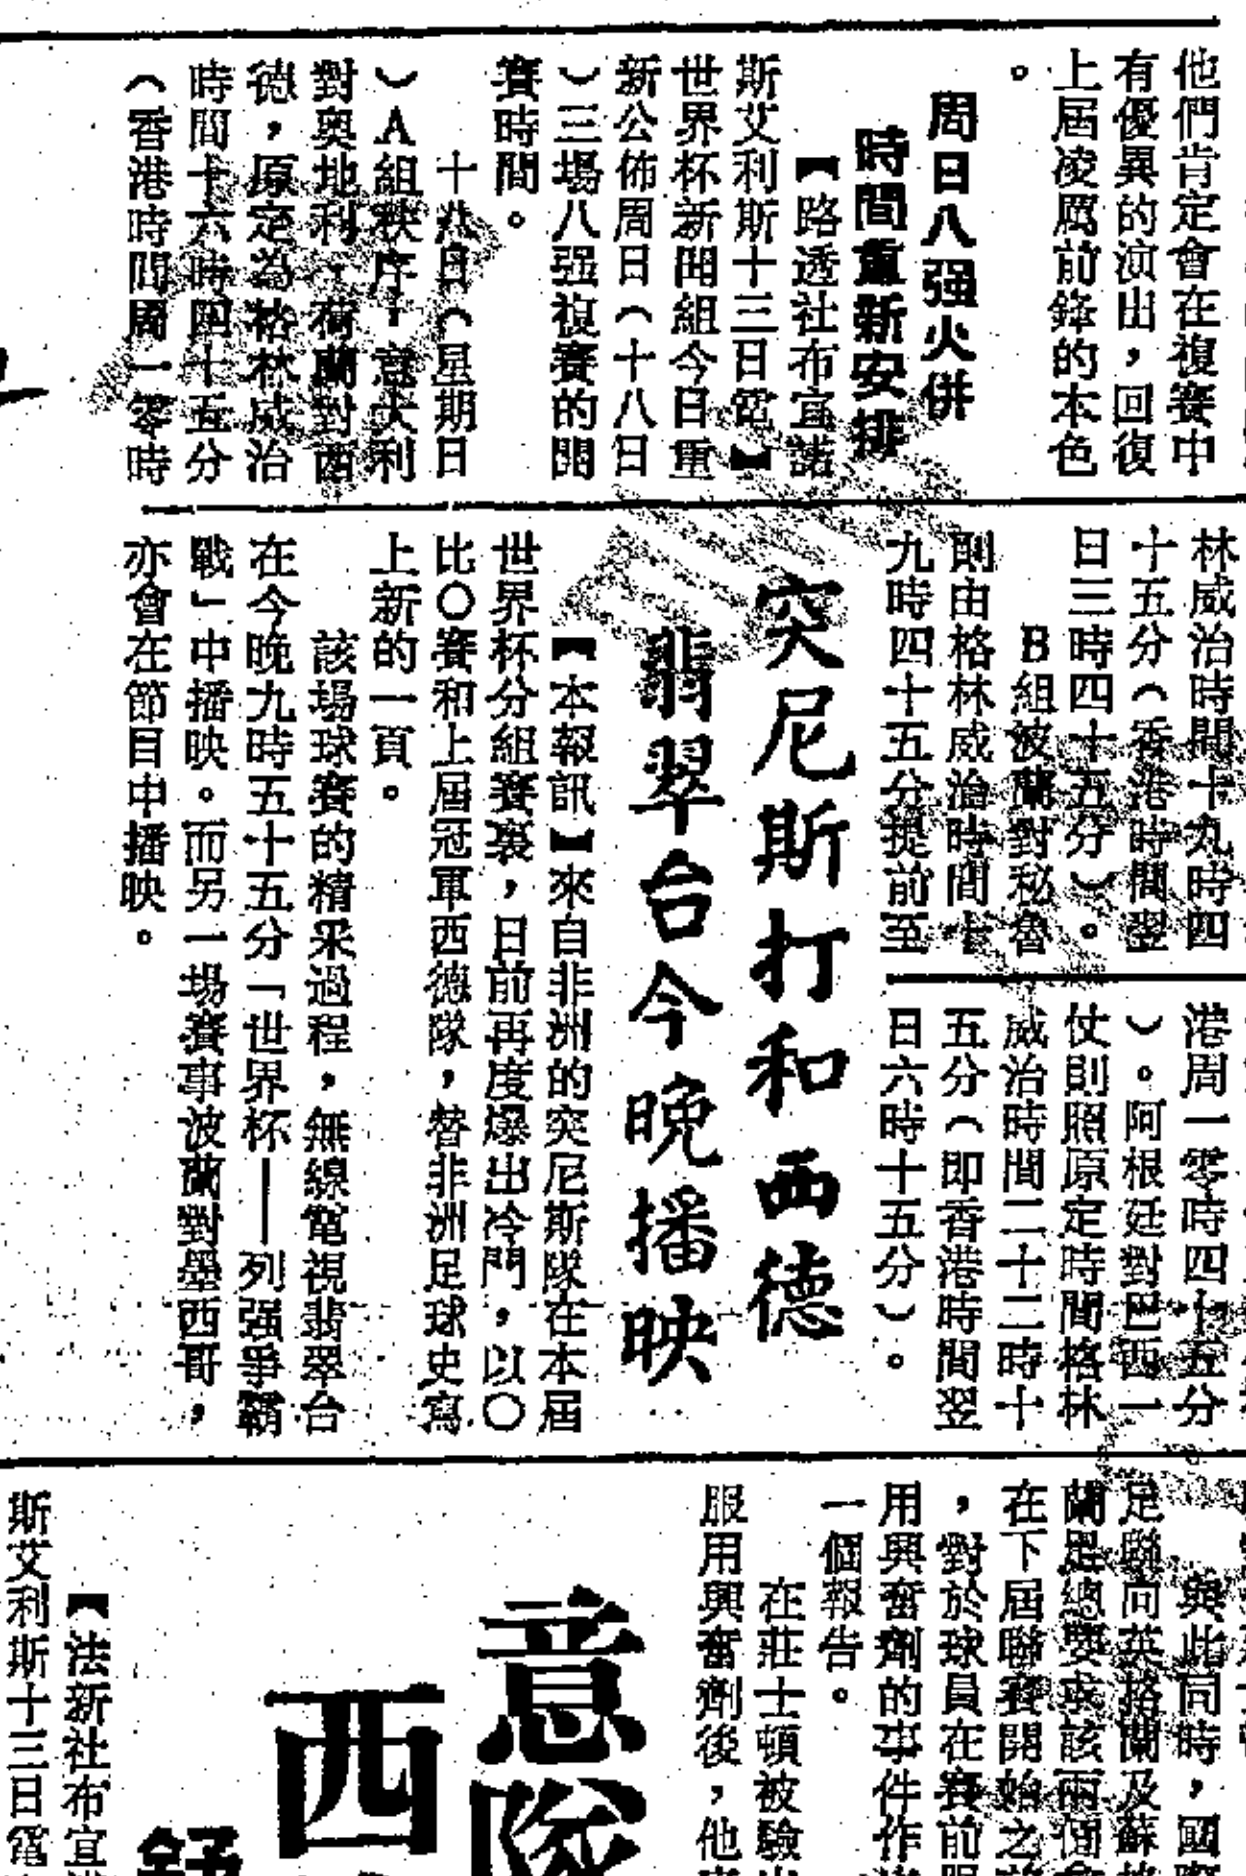 他們肯定會在複賽中
有優異的演出，回復
上屆凌厲前鋒的本色
。
周日八强火併
時間重新安排
【路透社布宜諾
斯艾利斯十三日電】
世界杯新聞組今日重
新公佈周日（十八日
）三場八强複賽的開
賽時間。
十八日（星期日
）A組秩序，意大利
對奧地利，荷蘭對西
德，原定為格林威治
時間十六時四十五分
（香港時間周一零時
林威治時間十九時四
十五分（香港時間翌
日三時四十五分）。
B組波蘭對秘魯
則由格林威治時間十
九時四十五分提前至
港周一零時四十五分
）。阿根廷對巴西一
仗則照原定時間格林
威治時間二十二時十
五分（即香港時間翌
日六時十五分）。
突尼斯打和西德
翡翠台今晚播映
【本報訊】來自非洲的突尼斯隊在本屆
世界杯分組賽裏，日前再度爆出冷門，以〇
比〇賽和上屆冠軍西德隊，替非洲足球史寫
上新的一頁。
該場球賽的精采過程，無線電視翡翠台
在今晚九時五十五分「世界杯——列强爭霸
戰」中播映。而另一場賽事波蘭對墨西哥，
亦會在節目中播映。
與此同時，國
足聯向英格蘭及蘇
蘭足總要求該兩個
在下屆聯賽開始之
，對於球員在賽前服
用興奮劑的事件作
一個報告。
在莊士頓被驗出
服用興奮劑後，他
意隊
西
【法新社布宜
斯艾利斯十三日電